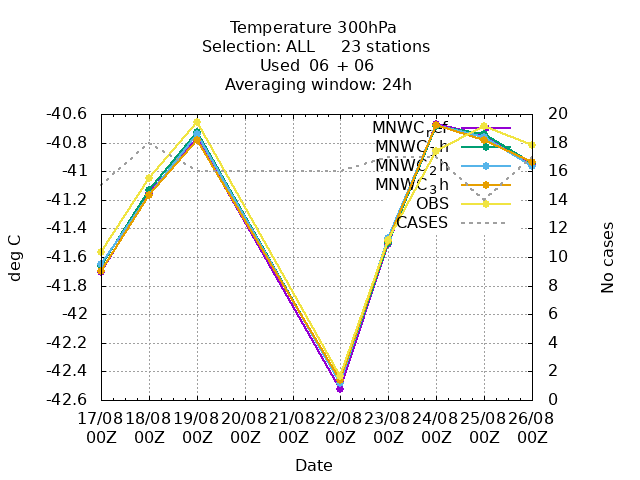 Temperature 300hPa
Selection: ALL 23 stations
Used 06 + 06
Averaging window: 24h
-40.6
-40.8
-41
-41.2
-41.4
-41.6
-41.8
-42
-42.2
-42.4
-42.6
20
18
16
14
12
10
8
6
4
2
0
deg C
No cases
MNWC_ref
MNWC_1h
MNWC_2h
MNWC_3h
OBS
CASES
17/08 18/08 19/08 20/08 21/08 22/08 23/08 24/08 25/08 26/08
00Z 00Z 00Z 00Z 00Z 00Z 00Z 00Z 00Z 00Z
Date